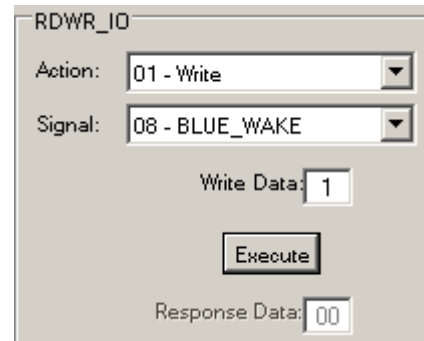 RDWR_IO
Action: 01 - Write
Signal: 08 - BLUE_WAKE
Write Data: 1
Execute
Response Data: 00